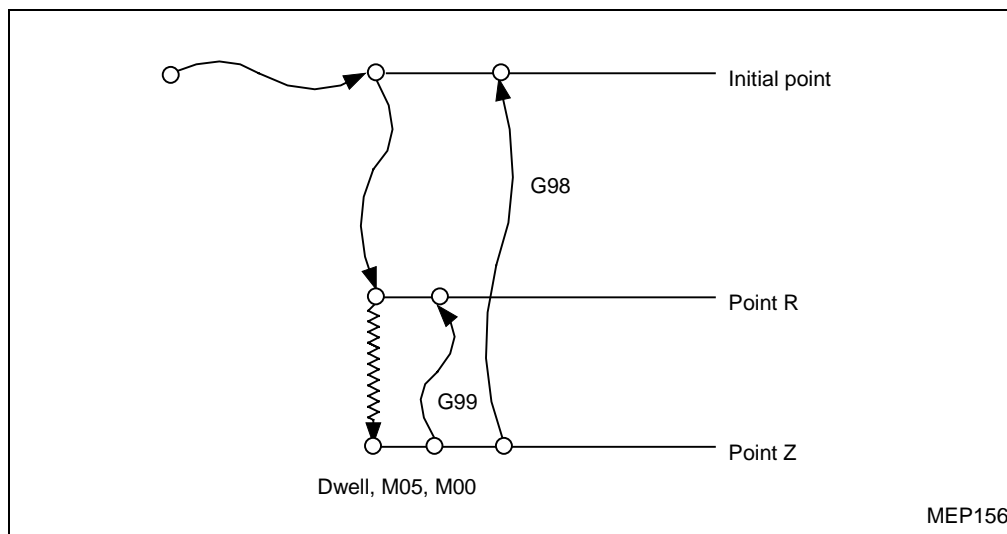 Initial point
G98
Point R
G99
Point Z
Dwell, M05, M00
MEP156